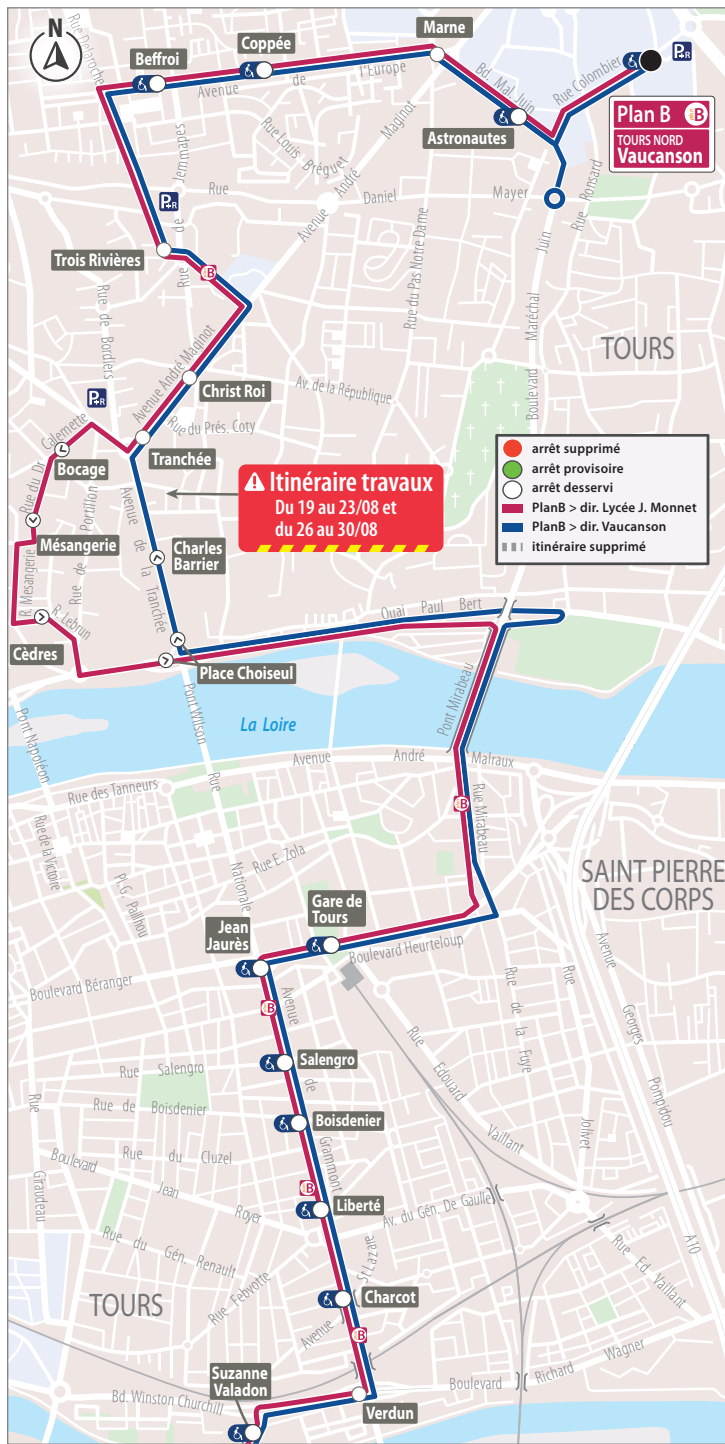 N
Rue Delaroche
Beffroi
Coppée
Marne
Avenue de l'Europe
Bd. Mal. Juin
Rue Colombier
P+R
Plan B B
TOURS NORD
Vaucanson
Astronautes
Rue Louis Bréguet
Avenue André Maginot
Rue de Jemmapes
Rue Daniel Mayer
Rue Ronsard
P+R
Trois Rivières
B
Rue du Pas Notre Dame
Boulevard Maréchal Juin
TOURS
Rue de Bordiers
Avenue André Maginot
Christ Roi
Av. de la République
P+R
Rue du Prés. Coty
Tranchée
Rue du Dr. Calemette
Bocage
Rue de Portillon
Itinéraire travaux
Du 19 au 23/08 et
du 26 au 30/08
arrêt supprimé
arrêt provisoire
arrêt desservi
PlanB > dir. Lycée J. Monnet
PlanB > dir. Vaucanson
itinéraire supprimé
Mésangerie
Avenue de la Tranchée
Charles
Barrier
R. Mesangerie
R. Lebrun
Cèdres
Quai Paul Bert
Place Choiseul
Pont Napoléon
Pont Wilson
La Loire
Pont Mirabeau
Avenue André Malraux
Rue des Tanneurs
B
Rue Mirabeau
Rue de la Victoire
Pl. G. Pailhou
Rue Nationale
Rue E. Zola
SAINT PIERRE
DES CORPS
Gare de
Tours
Jean
Jaurès
Boulevard Heurteloup
Boulevard Béranger
B
Avenue de Grammont
Rue de la Fuye
Rue Jolivet
Avenue Georges Pompidou
Rue Edouard Vaillant
Rue Salengro
Salengro
Rue de Boisdenier
Boisdenier
Rue du Cluzel
Rue Giraudeau
Boulevard Jean Royer
B
Liberté
Av. du Gén. De Gaulle
Rue du Gén. Renault
Rue Febvotte
Avenue St Lazare
A10
Rue Ed. Vaillant
TOURS
Charcot
B
Suzanne
Valadon
Bd. Winston Churchill
Verdun
Boulevard Richard Wagner